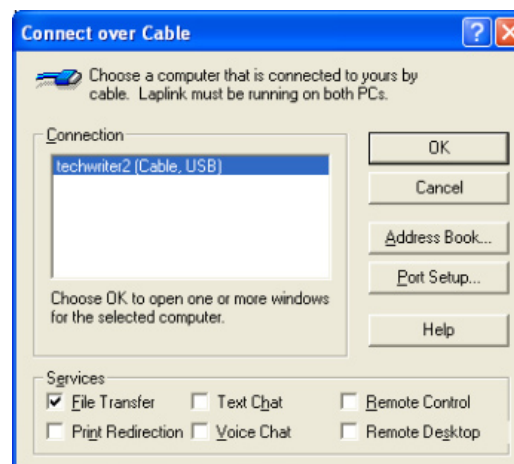 Connect over Cable
Choose a computer that is connected to yours by
cable. Laplink must be running on both PCs.
Connection
techwriter2 (Cable, USB)
Choose OK to open one or more windows
for the selected computer.
OK
Cancel
Address Book...
Port Setup...
Help
Services
File Transfer
Text Chat
Remote Control
Print Redirection
Voice Chat
Remote Desktop